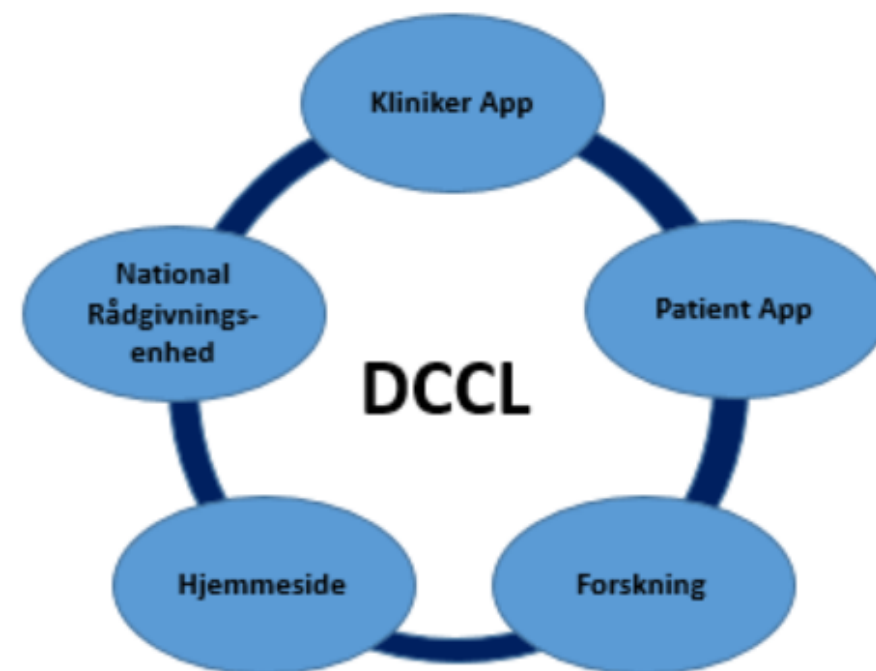 Kliniker App
National
Rådgivnings-
enhed
Patient App
DCCL
Hjemmeside
Forskning